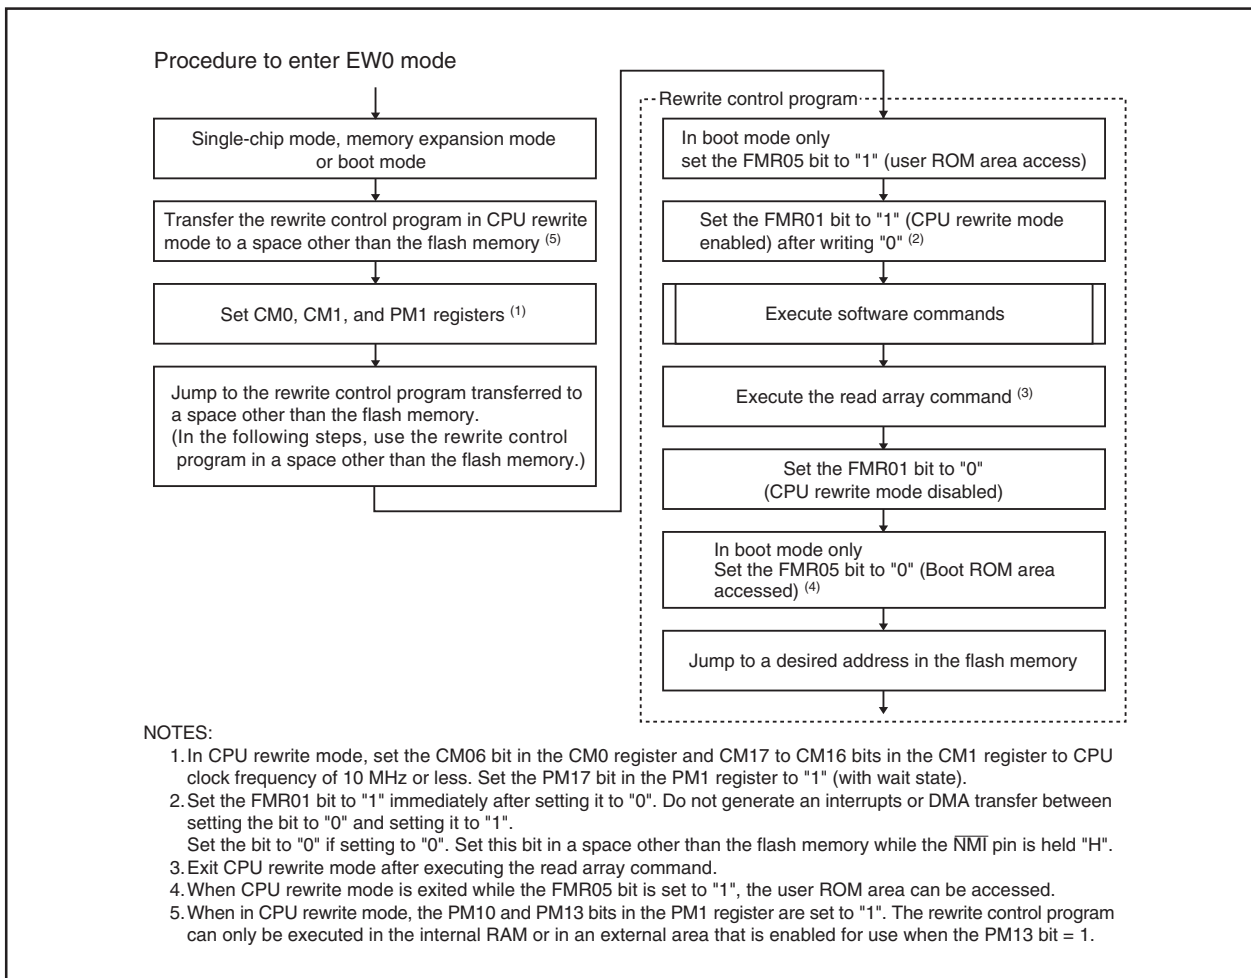 Procedure to enter EW0 mode
Single-chip mode, memory expansion mode
or boot mode
Transfer the rewrite control program in CPU rewrite
mode to a space other than the flash memory (5)
Set CM0, CM1, and PM1 registers (1)
Jump to the rewrite control program transferred to
a space other than the flash memory.
(In the following steps, use the rewrite control
program in a space other than the flash memory.)
Rewrite control program
In boot mode only
set the FMR05 bit to "1" (user ROM area access)
Set the FMR01 bit to "1" (CPU rewrite mode
enabled) after writing "0" (2)
Execute software commands
Execute the read array command (3)
Set the FMR01 bit to "0"
(CPU rewrite mode disabled)
In boot mode only
Set the FMR05 bit to "0" (Boot ROM area
accessed) (4)
Jump to a desired address in the flash memory
NOTES:
1. In CPU rewrite mode, set the CM06 bit in the CM0 register and CM17 to CM16 bits in the CM1 register to CPU
clock frequency of 10 MHz or less. Set the PM17 bit in the PM1 register to "1" (with wait state).
2. Set the FMR01 bit to "1" immediately after setting it to "0". Do not generate an interrupts or DMA transfer between
setting the bit to "0" and setting it to "1".
Set the bit to "0" if setting to "0". Set this bit in a space other than the flash memory while the NMI pin is held "H".
3. Exit CPU rewrite mode after executing the read array command.
4. When CPU rewrite mode is exited while the FMR05 bit is set to "1", the user ROM area can be accessed.
5. When in CPU rewrite mode, the PM10 and PM13 bits in the PM1 register are set to "1". The rewrite control program
can only be executed in the internal RAM or in an external area that is enabled for use when the PM13 bit = 1.